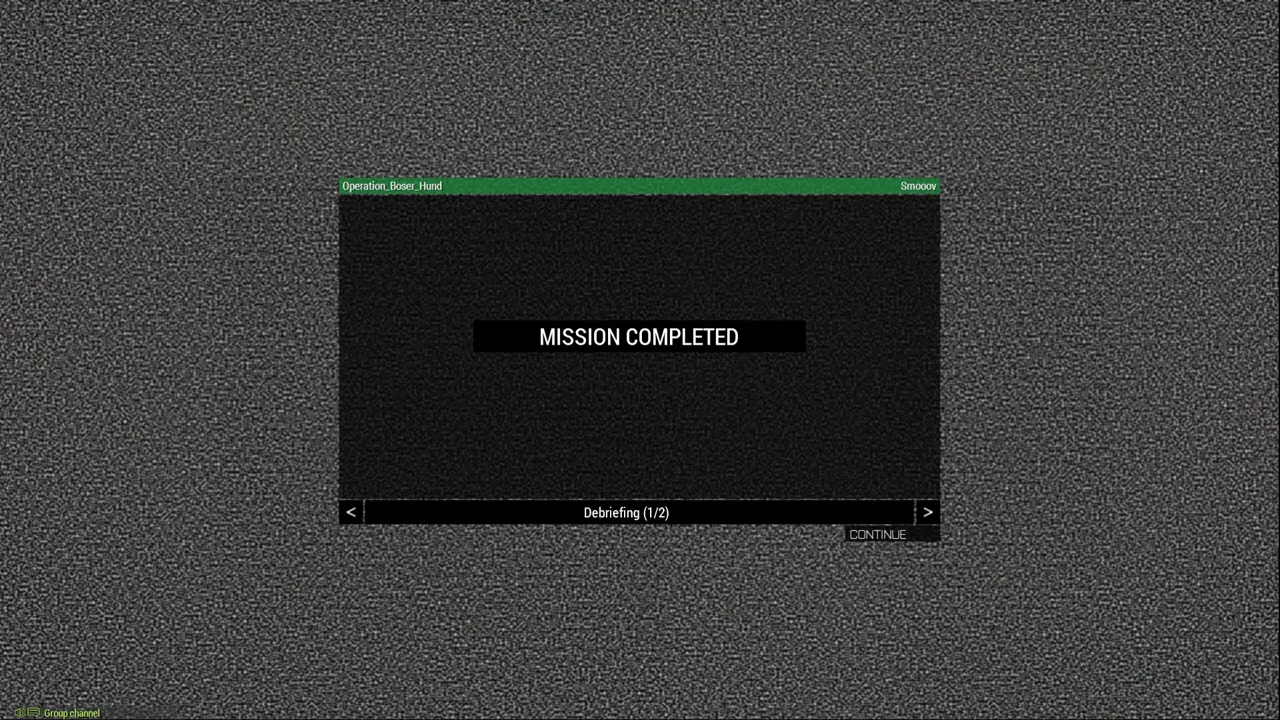 Operation_Boser_Hund Smooov
MISSION COMPLETED
< Debriefing (1/2) >
CONTINUE
Group channel